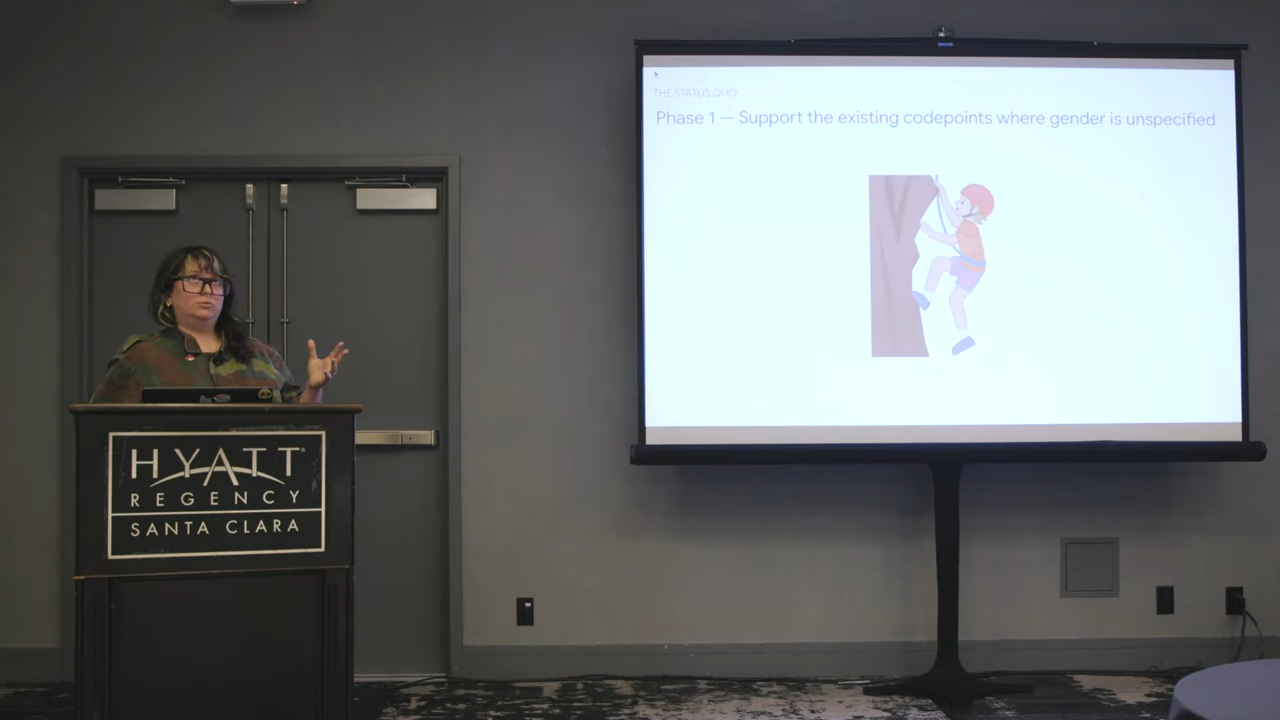 THE STATUS QUO
Phase 1 — Support the existing codepoints where gender is unspecified
HYATT
REGENCY
SANTA CLARA